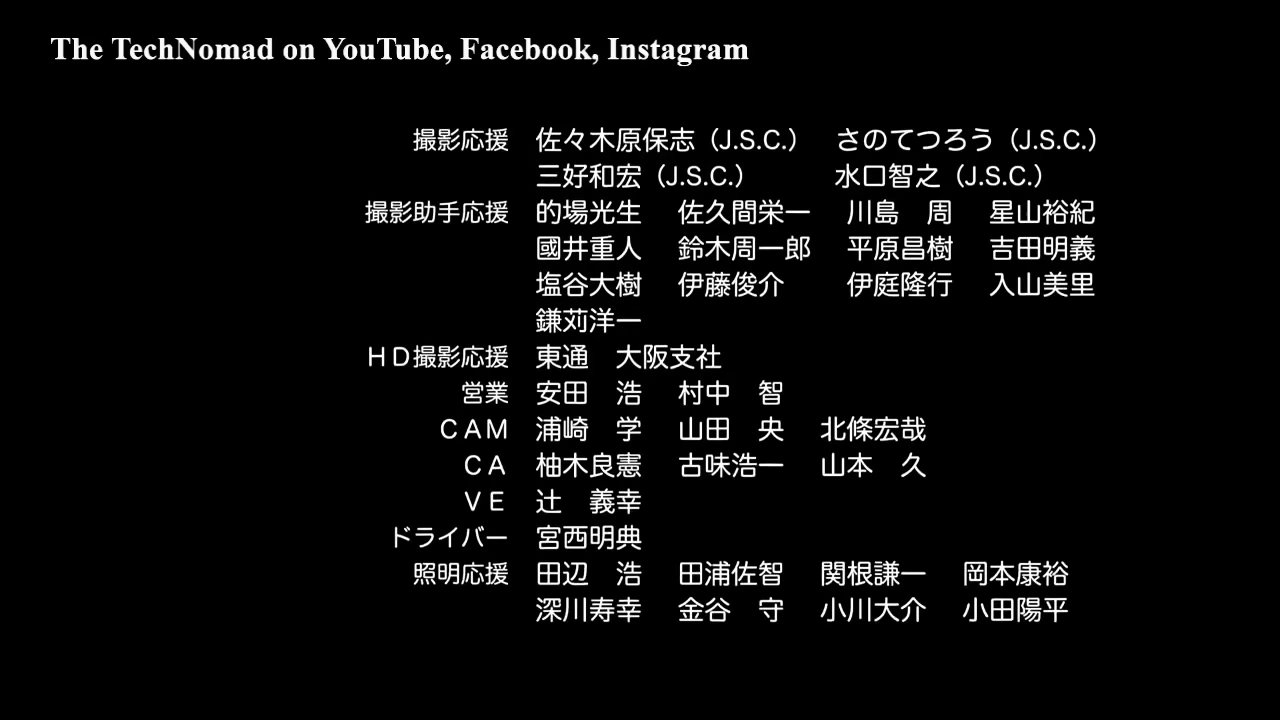 The TechNomad on YouTube, Facebook, Instagram
撮影応援 佐々木原保志（J.S.C.） さのてつろう（J.S.C.）
三好和宏（J.S.C.） 水口智之（J.S.C.）
撮影助手応援 的場光生 佐久間栄一 川島　周 星山裕紀
國井重人 鈴木周一郎 平原昌樹 吉田明義
塩谷大樹 伊藤俊介 伊庭隆行 入山美里
鎌苅洋一
ＨＤ撮影応援 東通　大阪支社
営業 安田　浩 村中　智
ＣＡＭ 浦崎　学 山田　央 北條宏哉
ＣＡ 柚木良憲 古味浩一 山本　久
ＶＥ 辻　義幸
ドライバー 宮西明典
照明応援 田辺　浩 田浦佐智 関根謙一 岡本康裕
深川寿幸 金谷　守 小川大介 小田陽平